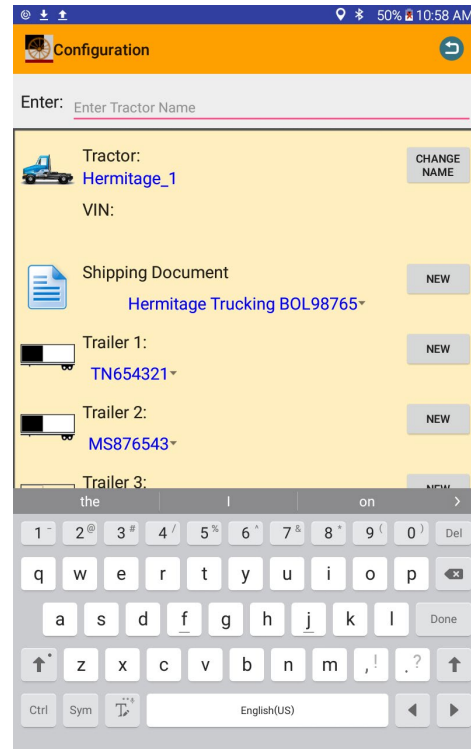 50% 10:58 AM
Configuration
Enter: Enter Tractor Name
Tractor:
Hermitage_1
CHANGE
NAME
VIN:
Shipping Document
NEW
Hermitage Trucking BOL98765
Trailer 1:
NEW
TN654321
Trailer 2:
NEW
MS876543
Trailer 3:
NEW
the I on
1 - 2 @ 3 # 4 / 5 % 6 ^ 7 & 8 * 9 ( 0 ) Del
q w e r t y u i o p
a s d f g h j k l Done
z x c v b n m , ! . ?
Ctrl Sym T English(US)